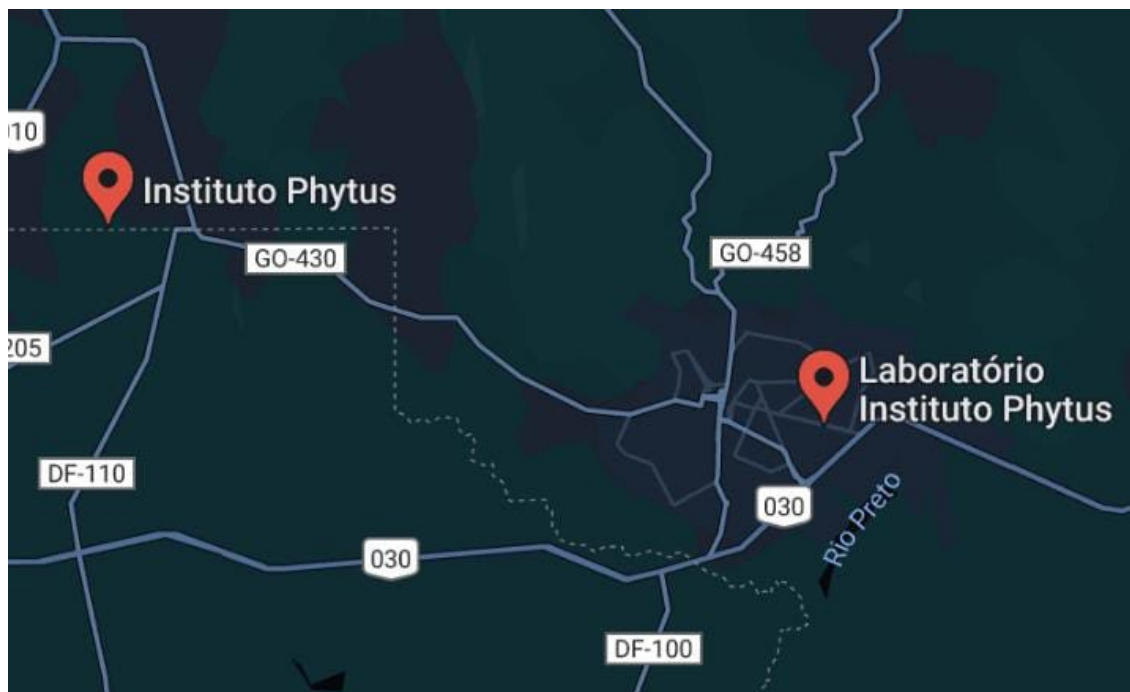 10
Instituto Phytus
GO-430
GO-458
205
Laboratório
Instituto Phytus
DF-110
030
Rio Preto
030
DF-100